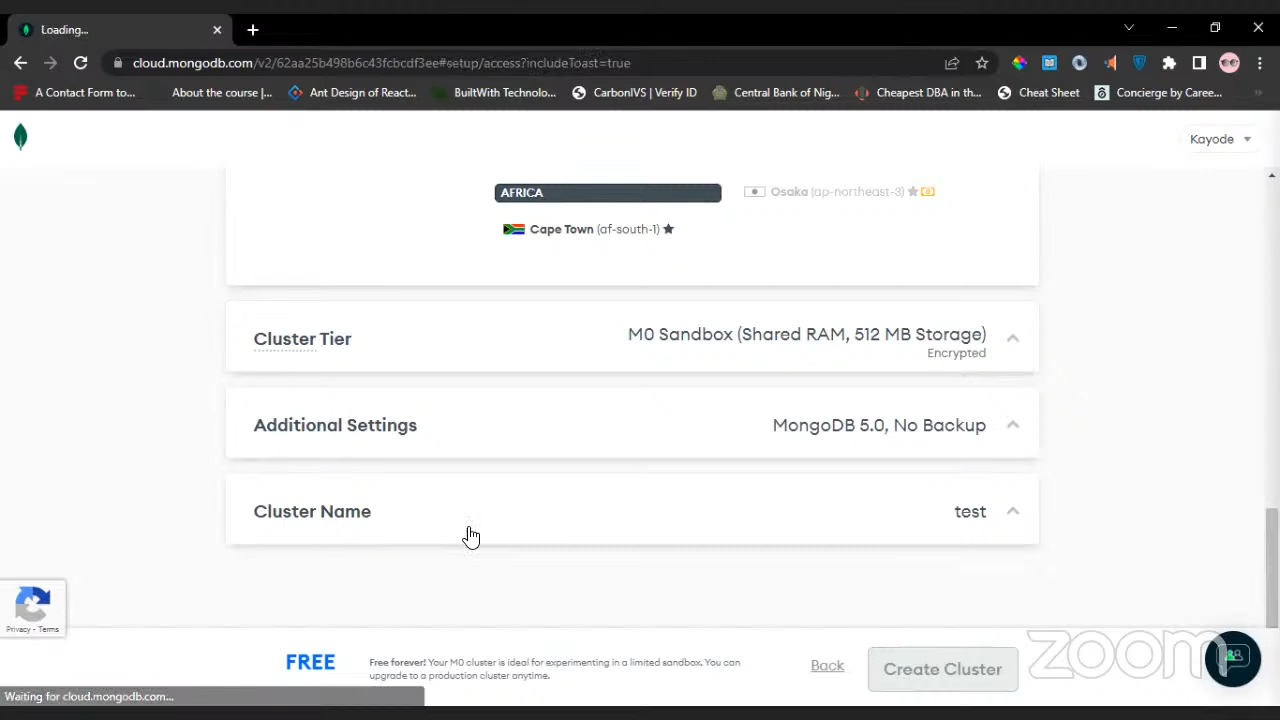 Loading...
cloud.mongodb.com/v2/62aa25b498b6c43fcbcdf3ee#setup/access?includeToast=true
A Contact Form to...
About the course |...
Ant Design of React...
BuiltWith Technolo...
CarbonIVS | Verify ID
Central Bank of Nig...
Cheapest DBA in th...
Cheat Sheet
Concierge by Caree...
Kayode
AFRICA
Osaka (ap-northeast-3)
Cape Town (af-south-1)
Cluster Tier
M0 Sandbox (Shared RAM, 512 MB Storage)
Encrypted
Additional Settings
MongoDB 5.0, No Backup
Cluster Name
test
Privacy - Terms
FREE
Free forever! Your M0 cluster is ideal for experimenting in a limited sandbox. You can
upgrade to a production cluster anytime.
Back
Create Cluster
zoom
Waiting for cloud.mongodb.com...